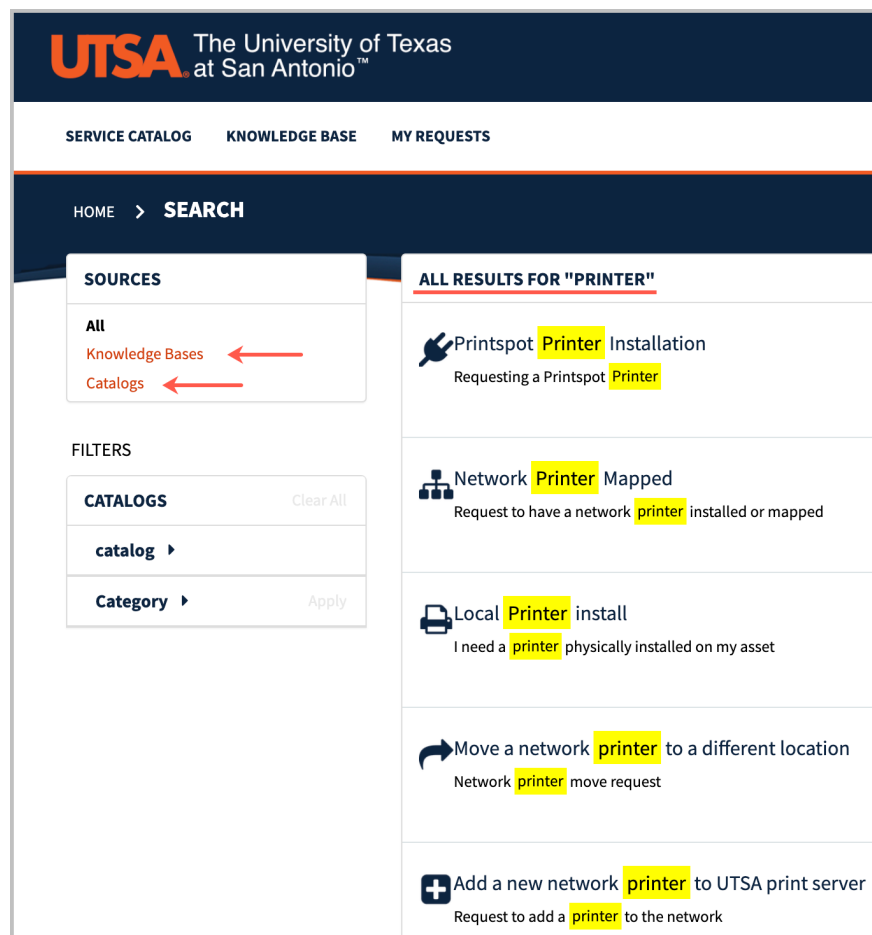 UTSA® The University of Texas
at San Antonio™
SERVICE CATALOG KNOWLEDGE BASE MY REQUESTS
HOME > SEARCH
SOURCES
All
Knowledge Bases
Catalogs
FILTERS
CATALOGS Clear All
catalog
Category Apply
ALL RESULTS FOR "PRINTER"
Printspot Printer Installation
Requesting a Printspot Printer
Network Printer Mapped
Request to have a network printer installed or mapped
Local Printer install
I need a printer physically installed on my asset
Move a network printer to a different location
Network printer move request
Add a new network printer to UTSA print server
Request to add a printer to the network